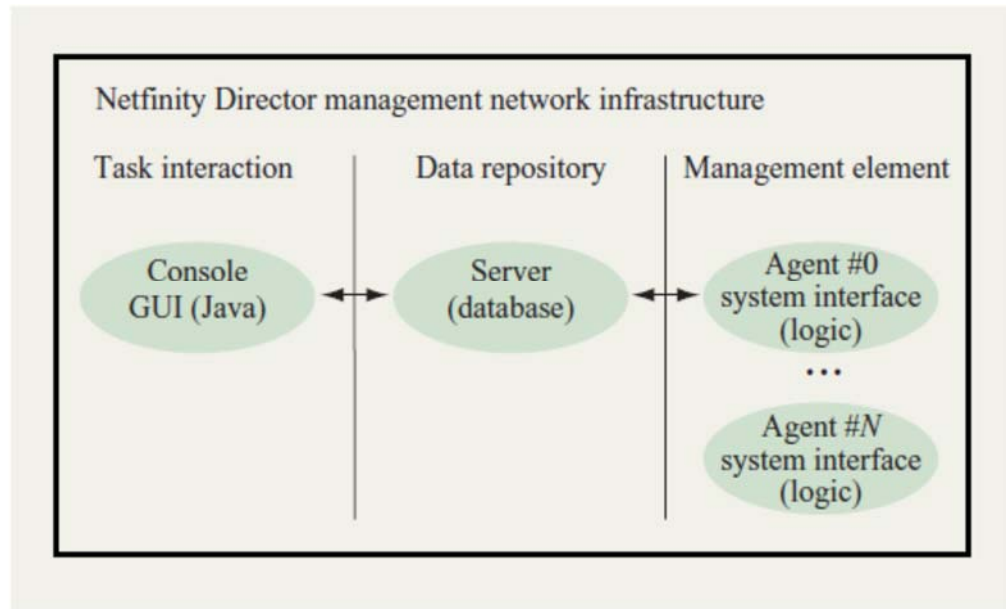 Netfinity Director management network infrastructure
Task interaction
Data repository
Management element
Console
GUI (Java)
Server
(database)
Agent #0
system interface
(logic)
...
Agent #N
system interface
(logic)